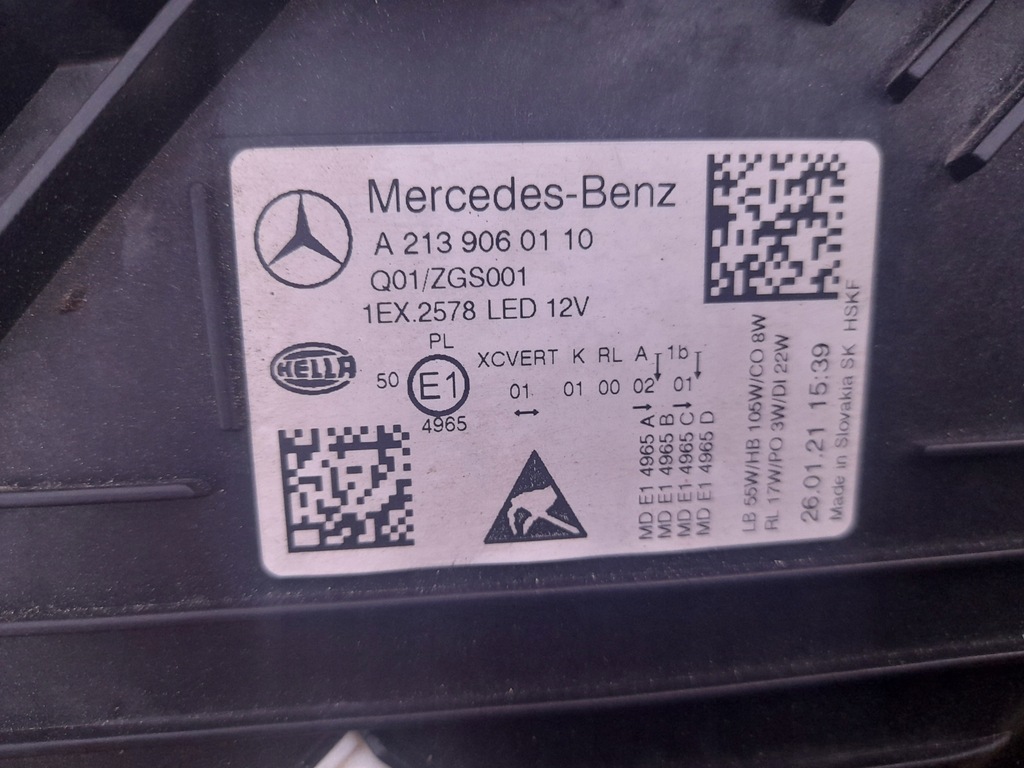 Mercedes-Benz
A 213 906 01 10
Q01/ZGS001
1EX.2578 LED 12V
HELLA
PL
50 E1
4965
XCVERT K RL A 1b
01 01 00 02 01
↔
MD E1 4965 A
MD E1 4965 B
MD E1 4965 C
MD E1 4965 D
LB 55W/HB 105W/CO 8W
RL 17W/PO 3W/DI 22W
26.01.21 15:39
Made in Slovakia SK HSKF